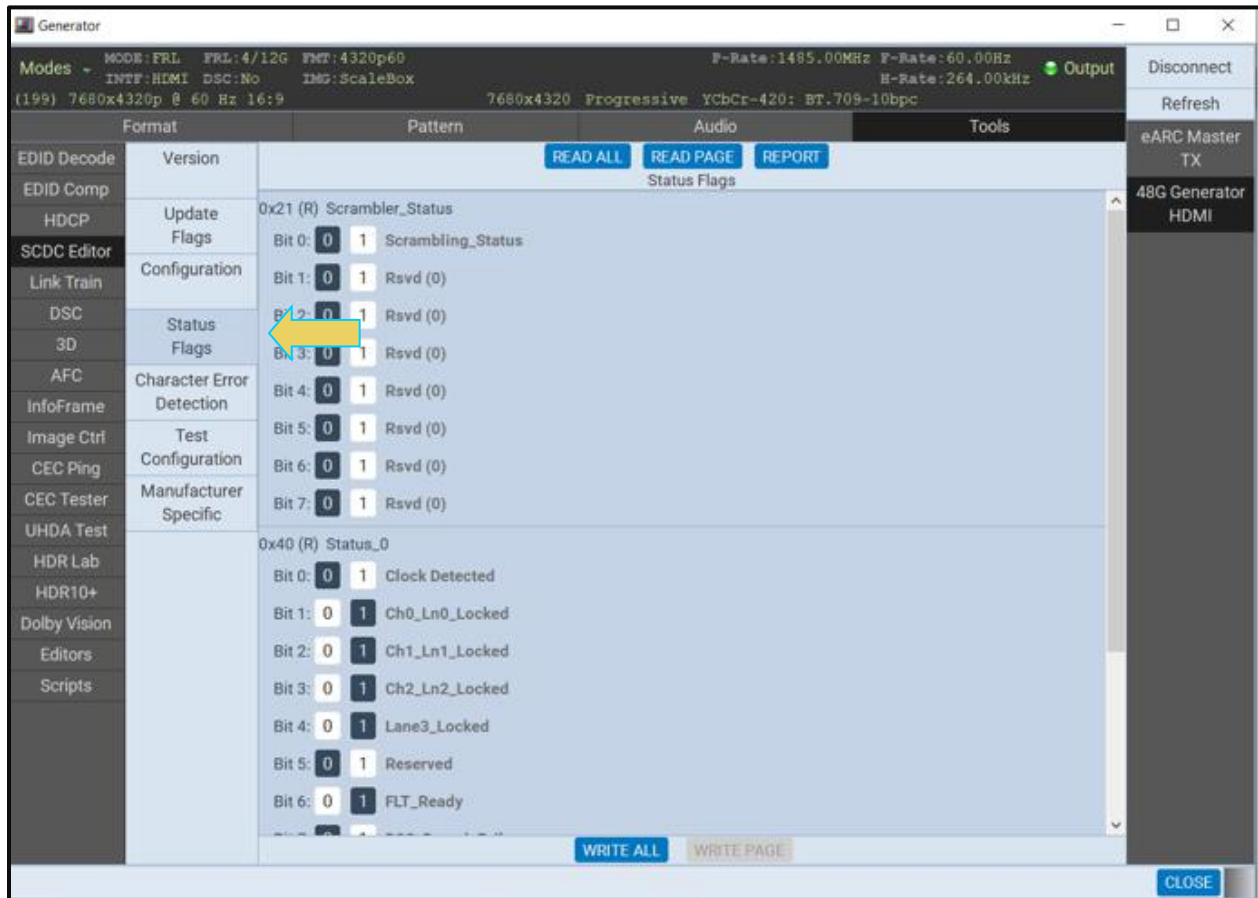 Generator
Modes MODE:FRL FRL:4/12G FMT:4320p60 P-Rate:1485.00MHz F-Rate:60.00Hz Output
INTF:HDMI DSC:No IMG:ScaleBox H-Rate:264.00kHz
(199) 7680x4320p @ 60 Hz 16:9 7680x4320 Progressive YCbCr-420: BT.709-10bpc
Disconnect
Refresh
eARC Master
TX
48G Generator
HDMI
Format Pattern Audio Tools
EDID Decode
EDID Comp
HDCP
SCDC Editor
Link Train
DSC
3D
AFC
InfoFrame
Image Ctrl
CEC Ping
CEC Tester
UHDA Test
HDR Lab
HDR10+
Dolby Vision
Editors
Scripts
Version
Update
Flags
Configuration
Status
Flags
Character Error
Detection
Test
Configuration
Manufacturer
Specific
READ ALL READ PAGE REPORT
Status Flags
0x21 (R) Scrambler_Status
Bit 0: 0 1 Scrambling_Status
Bit 1: 0 1 Rsvd (0)
2: 0 1 Rsvd (0)
3: 0 1 Rsvd (0)
Bit 4: 0 1 Rsvd (0)
Bit 5: 0 1 Rsvd (0)
Bit 6: 0 1 Rsvd (0)
Bit 7: 0 1 Rsvd (0)
0x40 (R) Status_0
Bit 0: 0 1 Clock Detected
Bit 1: 0 1 Ch0_Ln0_Locked
Bit 2: 0 1 Ch1_Ln1_Locked
Bit 3: 0 1 Ch2_Ln2_Locked
Bit 4: 0 1 Lane3_Locked
Bit 5: 0 1 Reserved
Bit 6: 0 1 FLT_Ready
WRITE ALL WRITE PAGE
CLOSE